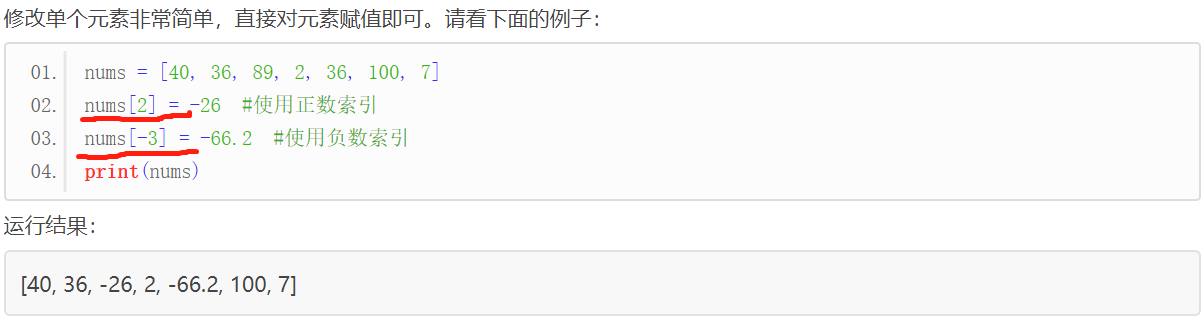 修改单个元素非常简单，直接对元素赋值即可。请看下面的例子：
01. nums = [40, 36, 89, 2, 36, 100, 7]
02. nums[2] = -26  #使用正数索引
03. nums[-3] = -66.2  #使用负数索引
04. print(nums)
运行结果：
[40, 36, -26, 2, -66.2, 100, 7]